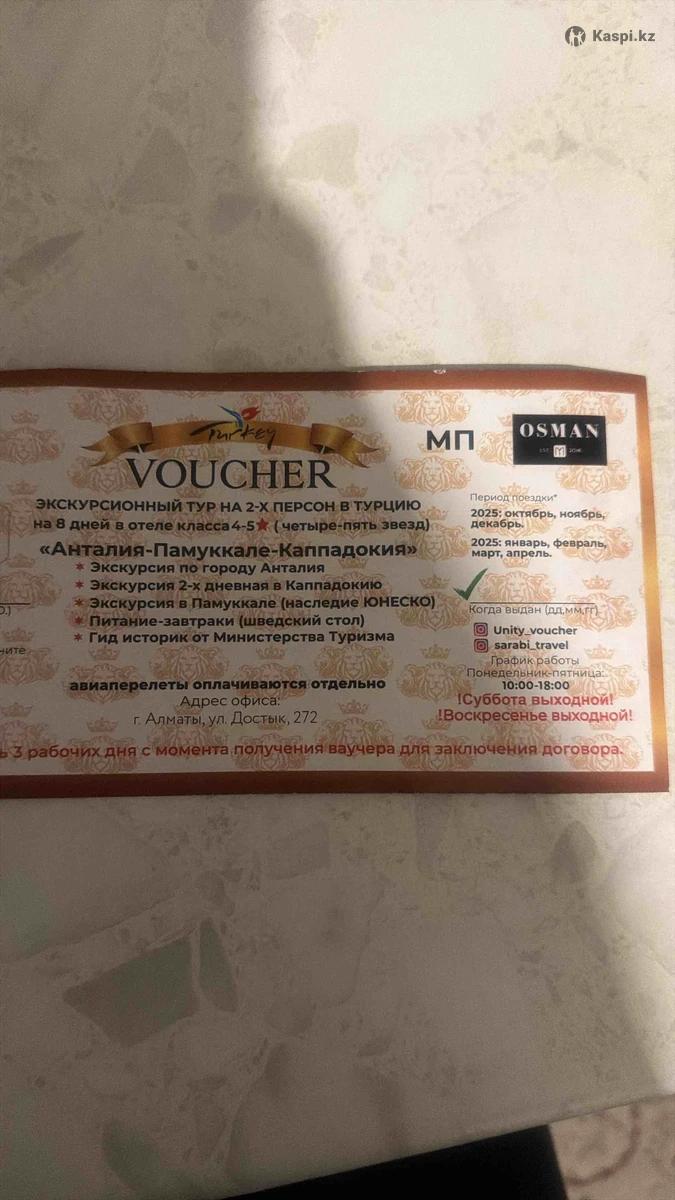 Kaspi.kz
Turkey
VOUCHER
ЭКСКУРСИОННЫЙ ТУР НА 2-Х ПЕРСОН В ТУРЦИЮ
на 8 дней в отеле класса 4-5★ ( четыре-пять звезд)
«Анталия-Памуккале-Каппадокия»
✶ Экскурсия по городу Анталия
✶ Экскурсия 2-х дневная в Каппадокию
✶ Экскурсия в Памуккале (наследие ЮНЕСКО)
✶ Питание-завтраки (шведский стол)
✶ Гид историк от Министерства Туризма
О.)
ните
авиаперелеты оплачиваются отдельно
Адрес офиса:
г. Алматы, ул. Достык, 272
МП
OSMAN
EST.
M
Период поездки*
2025: октябрь, ноябрь,
декабрь.
2025: январь, февраль,
март, апрель.
Когда выдан (дд,мм,гг)
Unity_voucher
sarabi_travel
График работы
Понедельник-пятница:
10:00-18:00
!Суббота выходной!
!Воскресенье выходной!
ь 3 рабочих дня с момента получения ваучера для заключения договора.